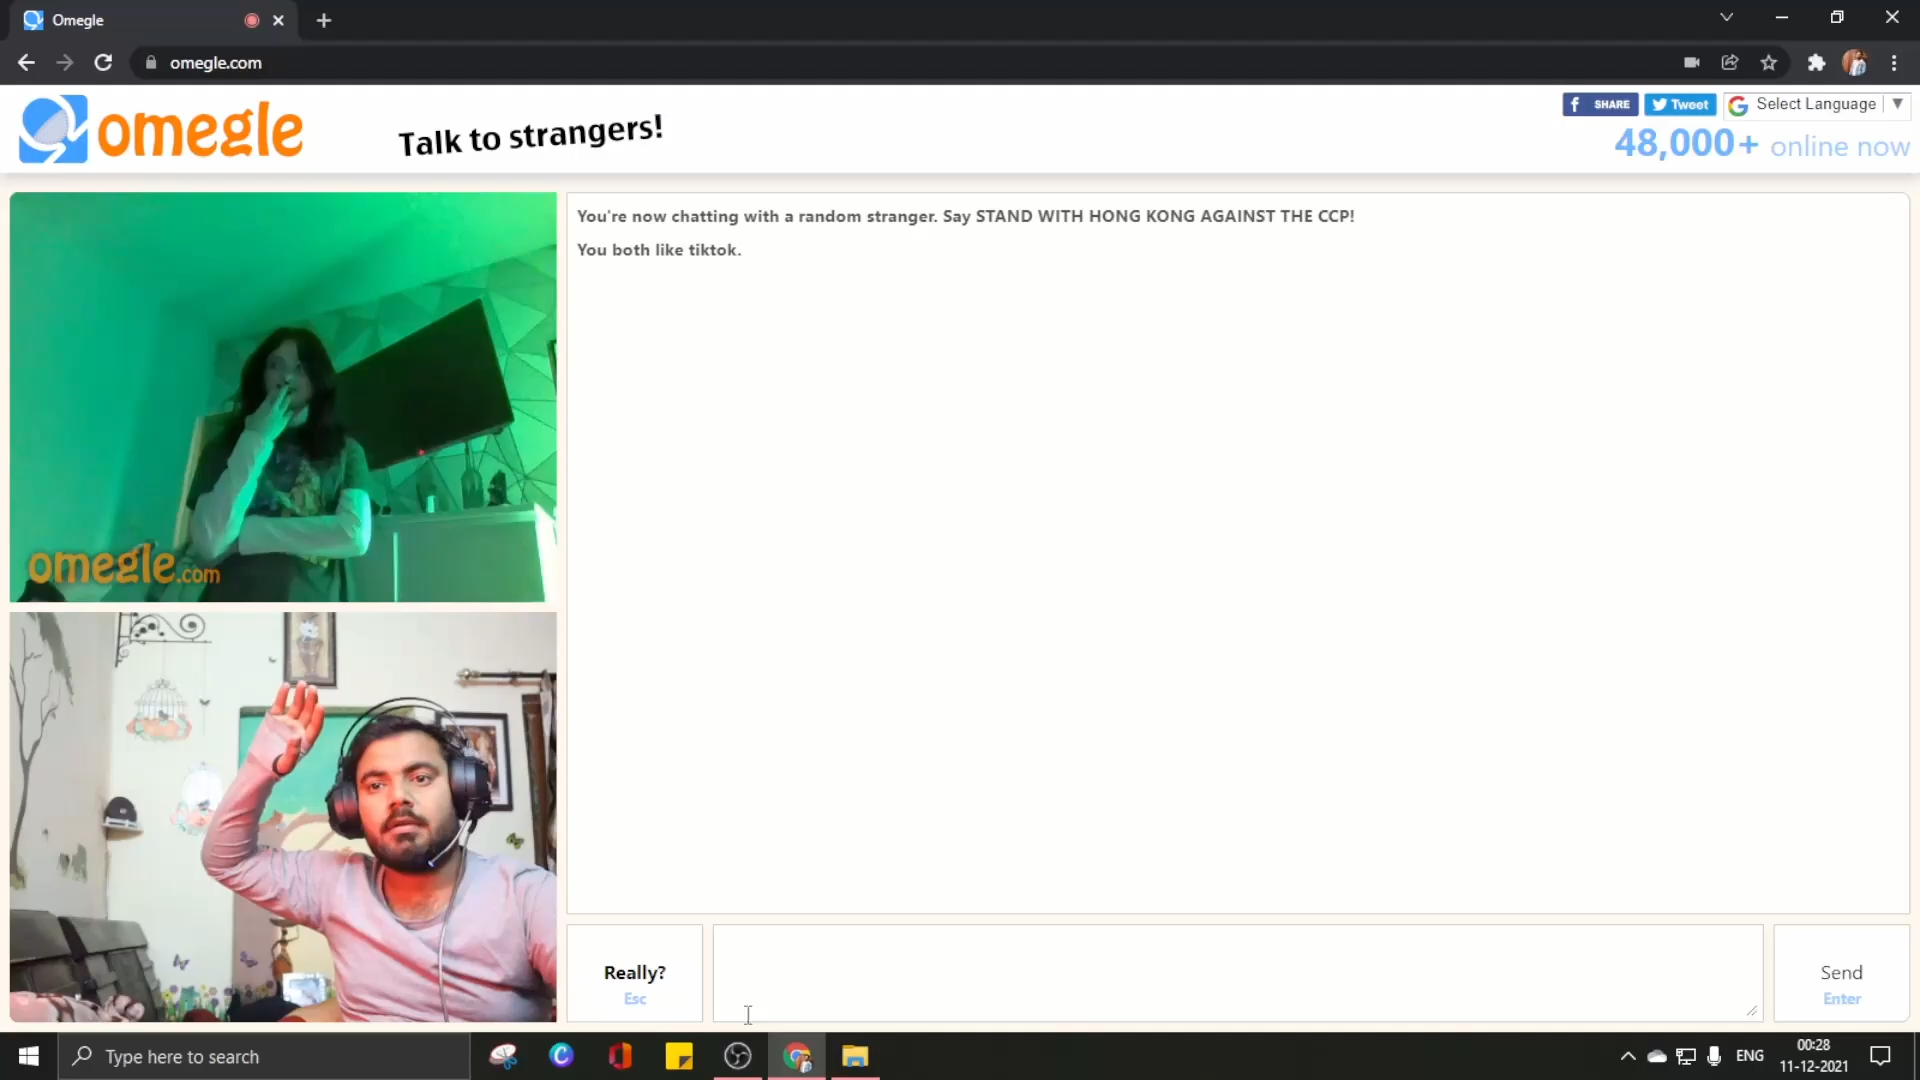 Omegle
omegle.com
omegle
Talk to strangers!
SHARE
Tweet
Select Language
48,000+ online now
You're now chatting with a random stranger. Say STAND WITH HONG KONG AGAINST THE CCP!
You both like tiktok.
omegle.com
Really?
Esc
Send
Enter
Type here to search
ENG
00:28
11-12-2021